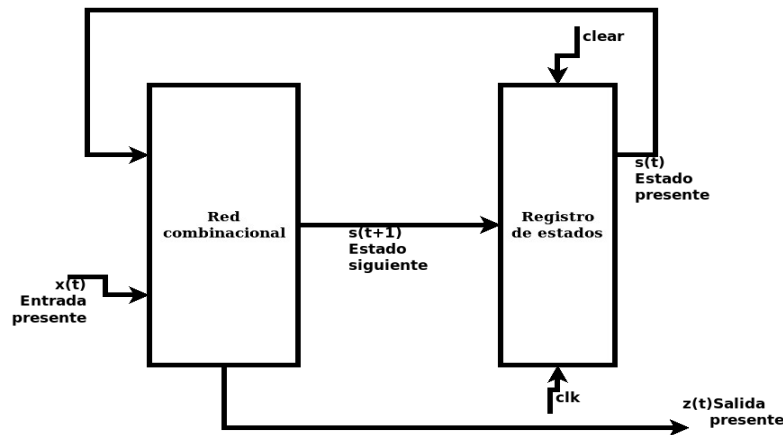 clear
s(t)
Estado
presente
Red
combinacional
Registro
de estados
s(t+1)
Estado
siguiente
x(t)
Entrada
presente
clk
z(t)Salida
presente